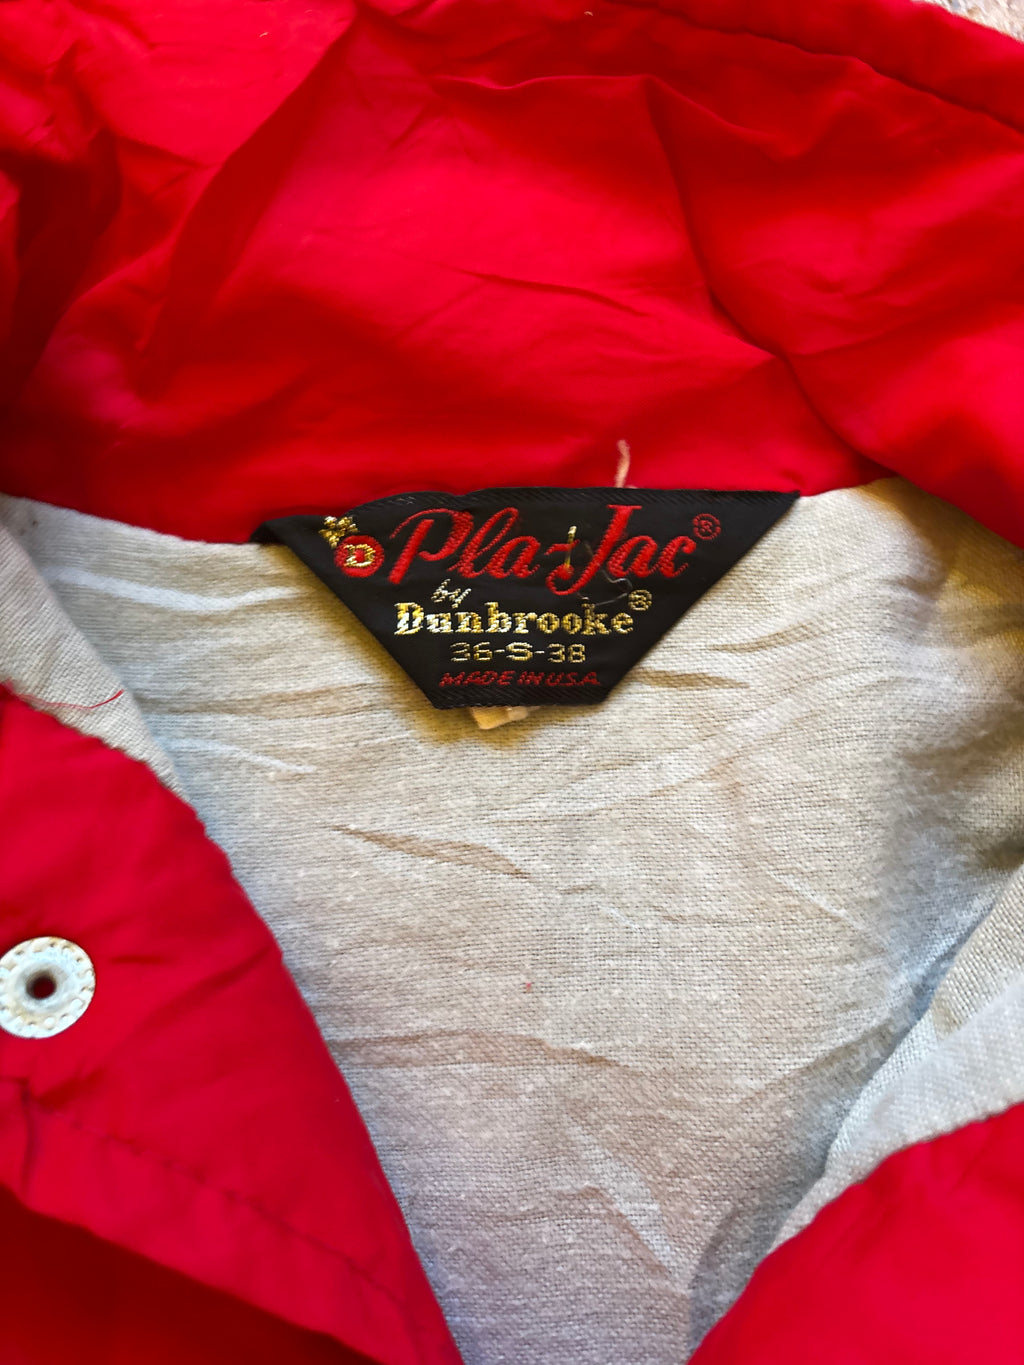 D Pla-Jac®
by
Dunbrooke®
36-S-38
MADE IN U.S.A.